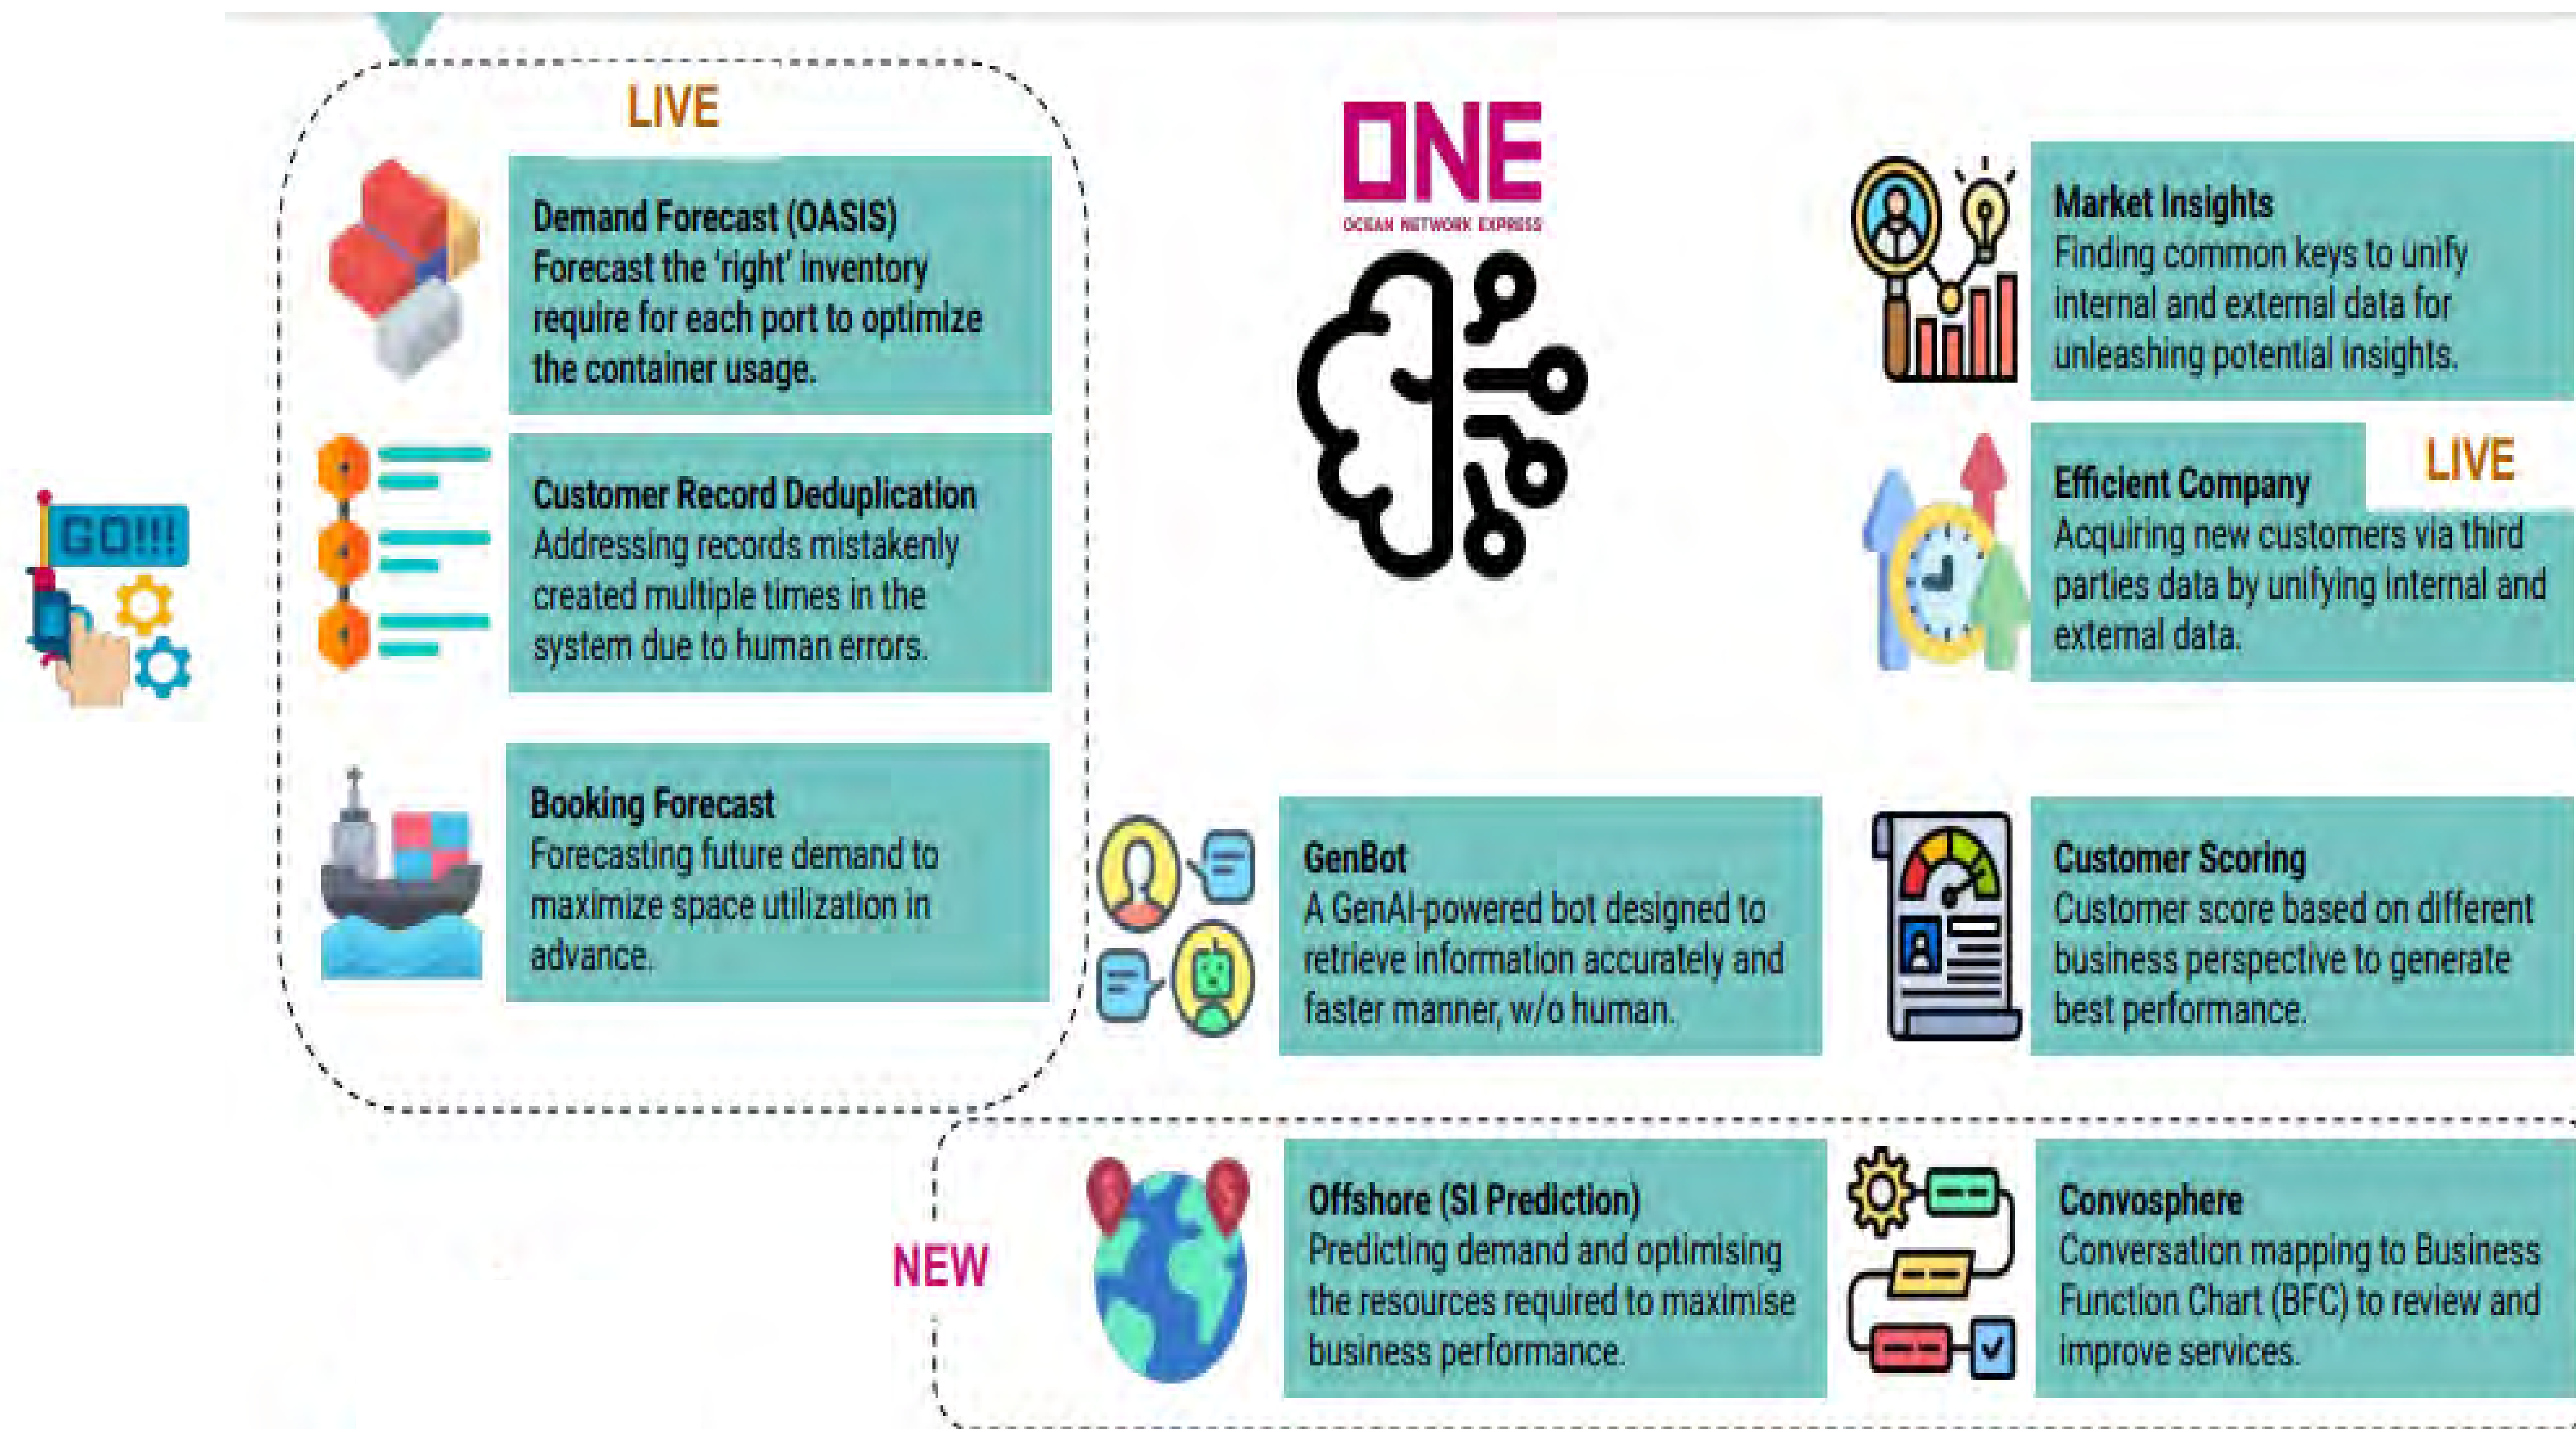 LIVE
Demand Forecast (OASIS)
Forecast the ‘right’ inventory
require for each port to optimize
the container usage.
Customer Record Deduplication
Addressing records mistakenly
created multiple times in the
system due to human errors.
Booking Forecast
Forecasting future demand to
maximize space utilization in
advance.
GO!!!
ONE
OCEAN NETWORK EXPRESS
Market Insights
Finding common keys to unify
internal and external data for
unleashing potential insights.
LIVE
Efficient Company
Acquiring new customers via third
parties data by unifying internal and
external data.
GenBot
A GenAI-powered bot designed to
retrieve information accurately and
faster manner, w/o human.
Customer Scoring
Customer score based on different
business perspective to generate
best performance.
NEW
Offshore (SI Prediction)
Predicting demand and optimising
the resources required to maximise
business performance.
Convosphere
Conversation mapping to Business
Function Chart (BFC) to review and
improve services.